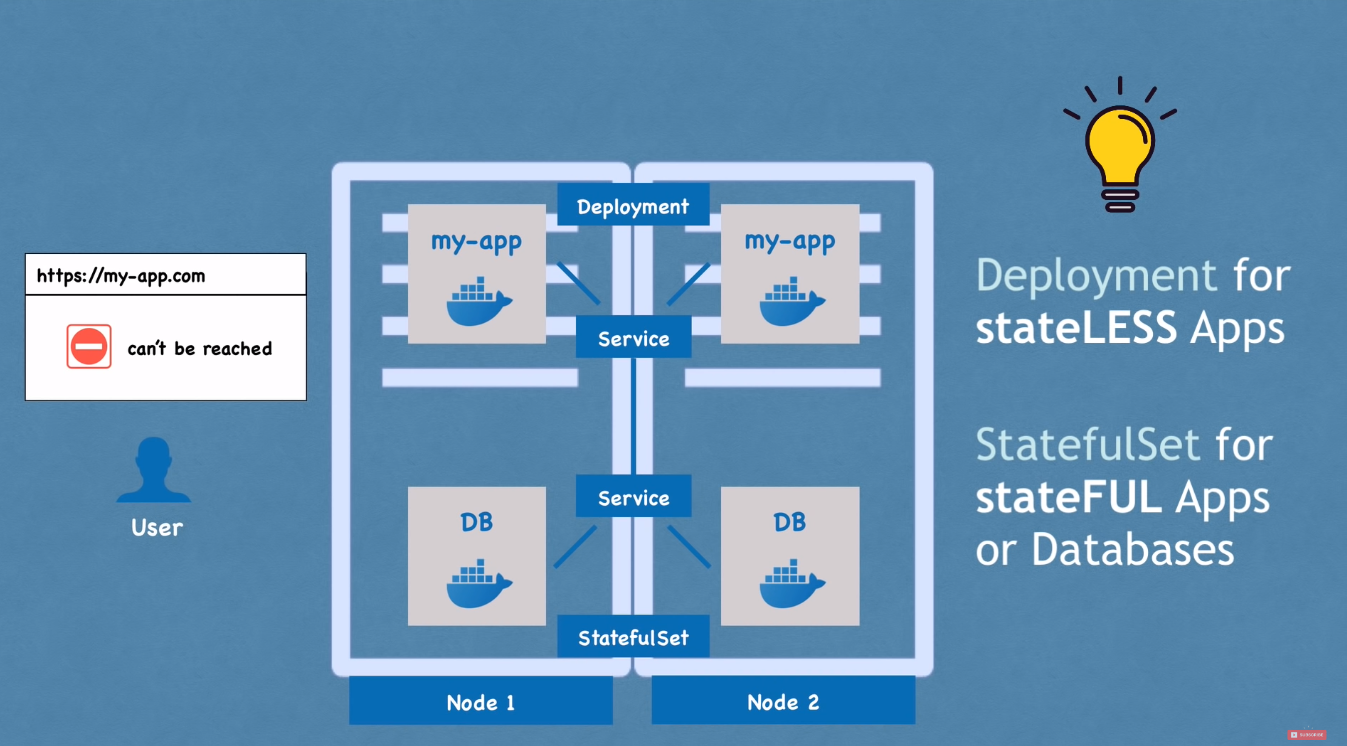 https://my-app.com
can't be reached
User
Deployment
my-app
my-app
Service
Service
DB
DB
StatefulSet
Node 1
Node 2
Deployment for
stateLESS Apps
StatefulSet for
stateFUL Apps
or Databases
SUBSCRIBE